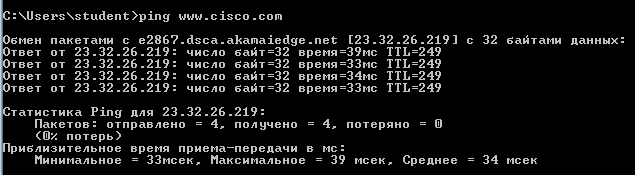 C:\Users\student>ping www.cisco.com
Обмен пакетами с e2867.dsca.akamaiedge.net [23.32.26.219] с 32 байтами данных:
Ответ от 23.32.26.219: число байт=32 время=39мс TTL=249
Ответ от 23.32.26.219: число байт=32 время=33мс TTL=249
Ответ от 23.32.26.219: число байт=32 время=34мс TTL=249
Ответ от 23.32.26.219: число байт=32 время=33мс TTL=249
Статистика Ping для 23.32.26.219:
Пакетов: отправлено = 4, получено = 4, потеряно = 0
(0% потерь)
Приблизительное время приема-передачи в мс:
Минимальное = 33мсек, Максимальное = 39 мсек, Среднее = 34 мсек